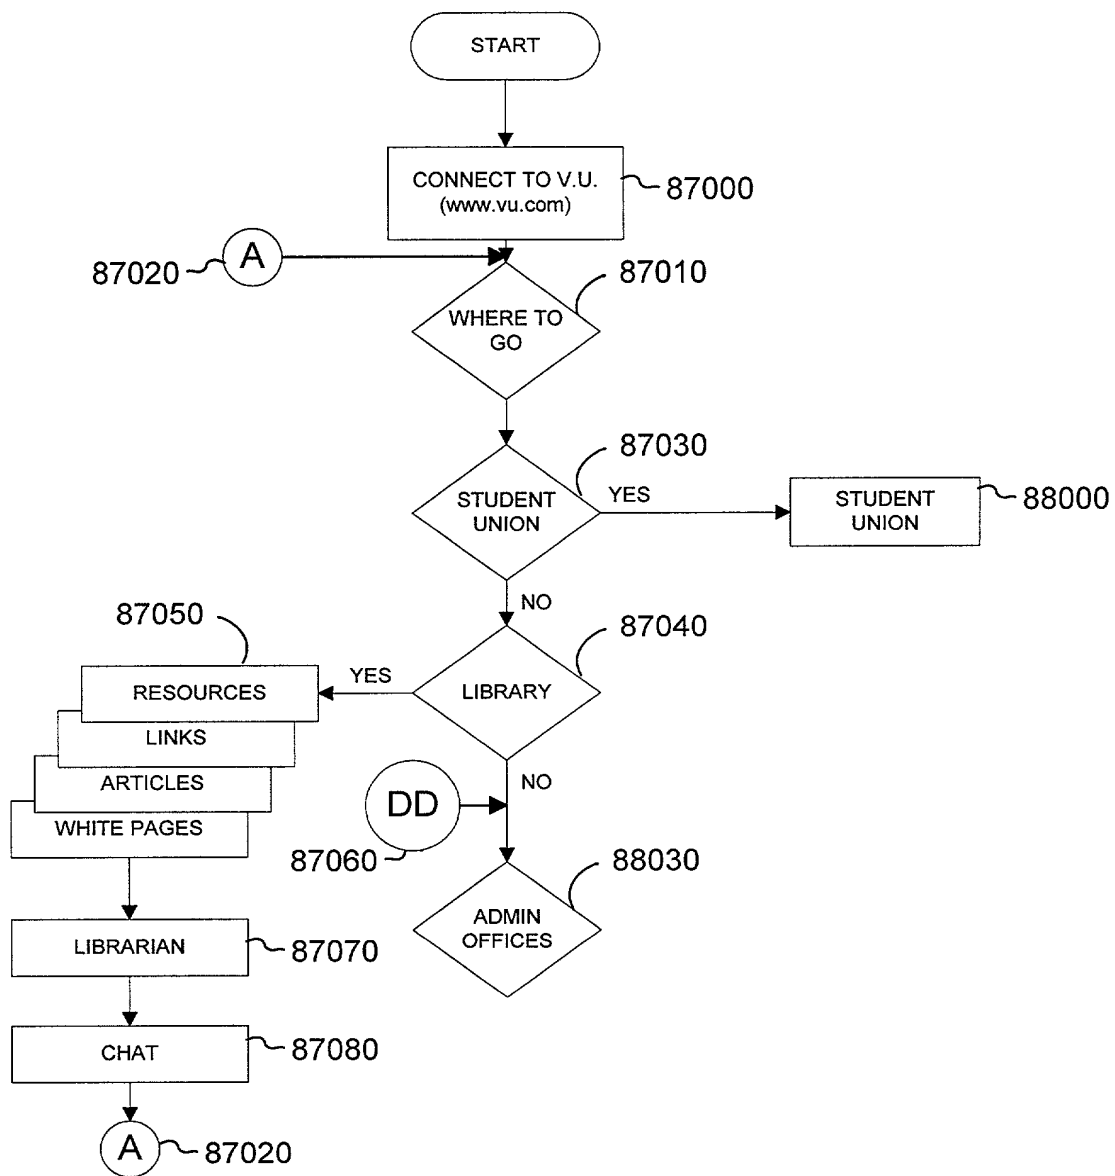 START
CONNECT TO V.U.
(www.vu.com)
87000
A
87020
87010
WHERE TO
GO
87030
STUDENT
UNION
YES
STUDENT
UNION
88000
NO
87050
87040
RESOURCES
YES
LIBRARY
LINKS
ARTICLES
WHITE PAGES
NO
DD
87060
88030
ADMIN
OFFICES
LIBRARIAN
87070
CHAT
87080
A
87020